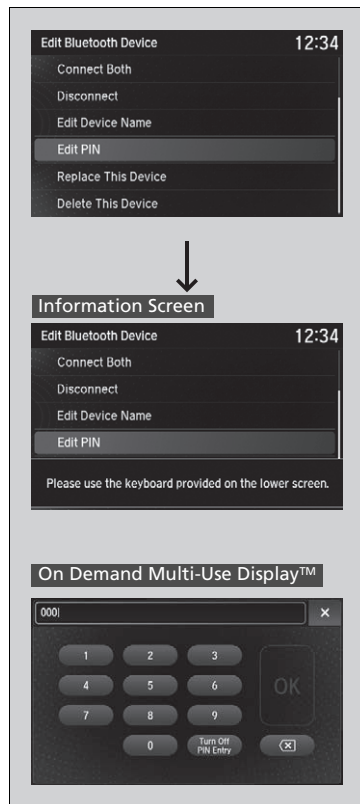 Edit Bluetooth Device 12:34
Connect Both
Disconnect
Edit Device Name
Edit PIN
Replace This Device
Delete This Device
Information Screen
Edit Bluetooth Device 12:34
Connect Both
Disconnect
Edit Device Name
Edit PIN
Please use the keyboard provided on the lower screen.
On Demand Multi-Use Display™
000
×
1 2 3
4 5 6 OK
7 8 9
0 Turn Off
PIN Entry